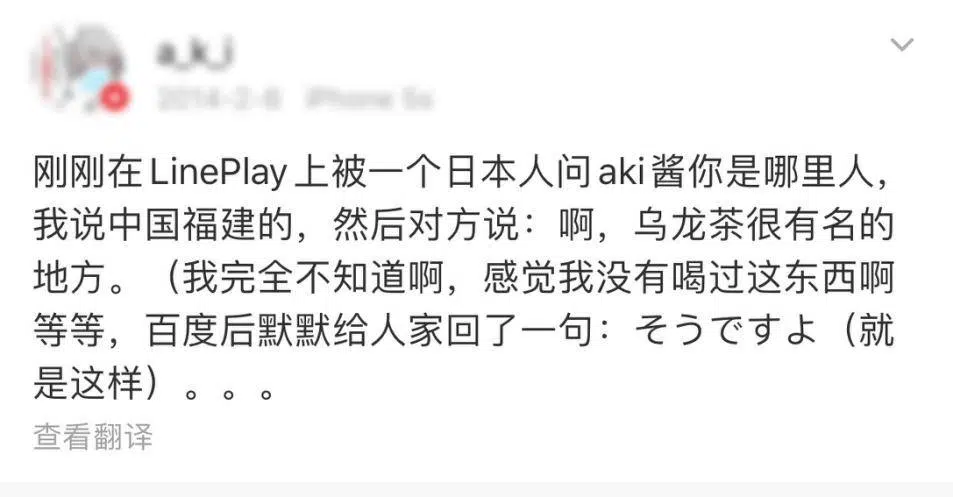 刚刚在LinePlay上被一个日本人问aki酱你是哪里人，
我说中国福建的，然后对方说：啊，乌龙茶很有名的
地方。（我完全不知道啊，感觉我没有喝过这东西啊
等等，百度后默默给人家回了一句：そうですよ（就
是这样）。。。
查看翻译